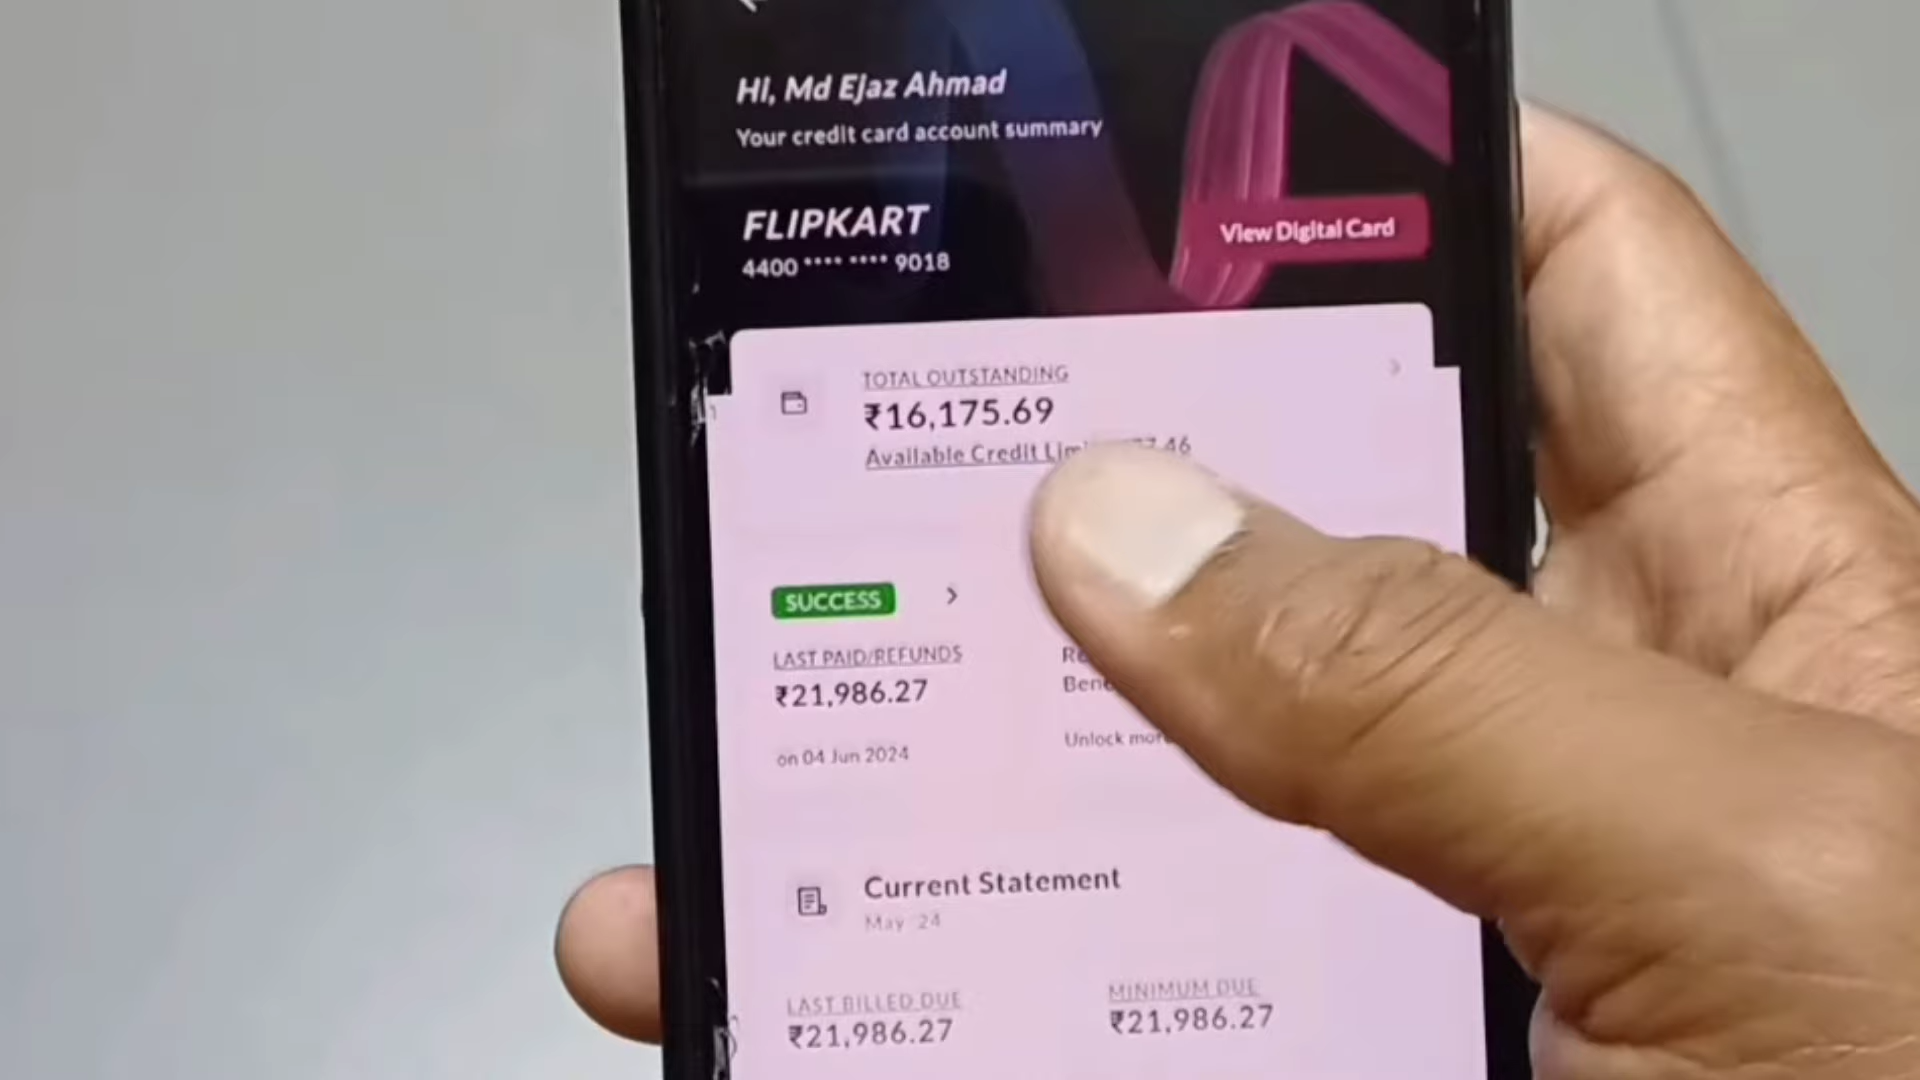 Hi, Md Ejaz Ahmad
Your credit card account summary
FLIPKART
4400 **** **** 9018
View Digital Card
TOTAL OUTSTANDING
₹16,175.69
Available Credit
SUCCESS
LAST PAID/REFUNDS
₹21,986.27
on 04 Jun 2024
Unlock
Current Statement
May '24
LAST BILLED DUE
₹21,986.27
MINIMUM DUE
₹21,986.27